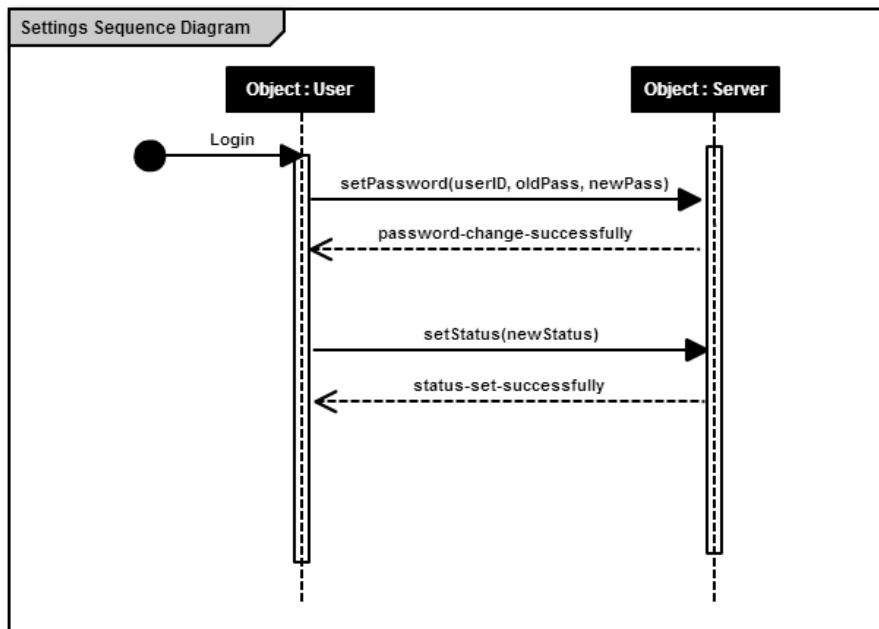 Settings Sequence Diagram
Object : User
Object : Server
Login
setPassword(userID, oldPass, newPass)
password-change-successfully
setStatus(newStatus)
status-set-successfully